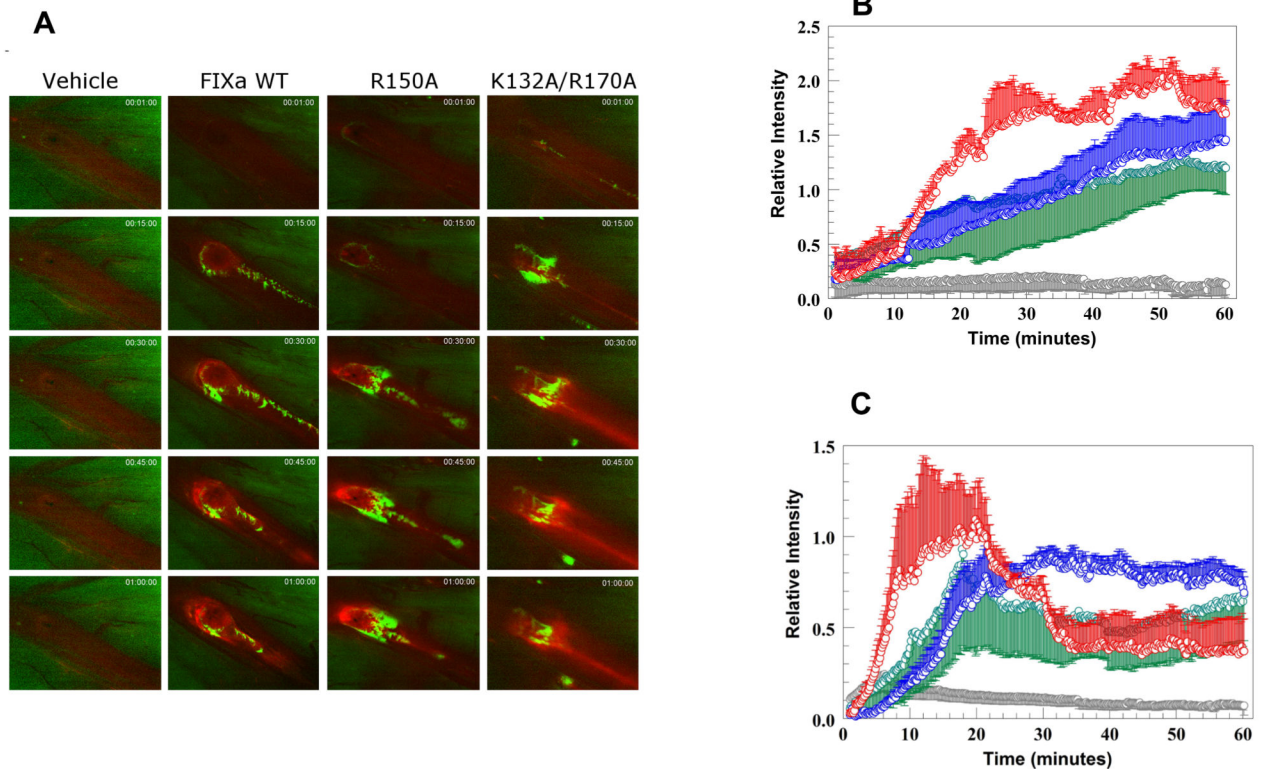 A
Vehicle FIXa WT R150A K132A/R170A
00:01:00 00:01:00 00:01:00 00:01:00
00:15:00 00:15:00 00:15:00 00:15:00
00:30:00 00:30:00 00:30:00 00:30:00
00:45:00 00:45:00 00:45:00 00:45:00
01:00:00 01:00:00 01:00:00 01:00:00
B
Relative Intensity
2.5
2.0
1.5
1.0
0.5
0.0
0 10 20 30 40 50 60
Time (minutes)
C
Relative Intensity
1.5
1.0
0.5
0.0
0 10 20 30 40 50 60
Time (minutes)